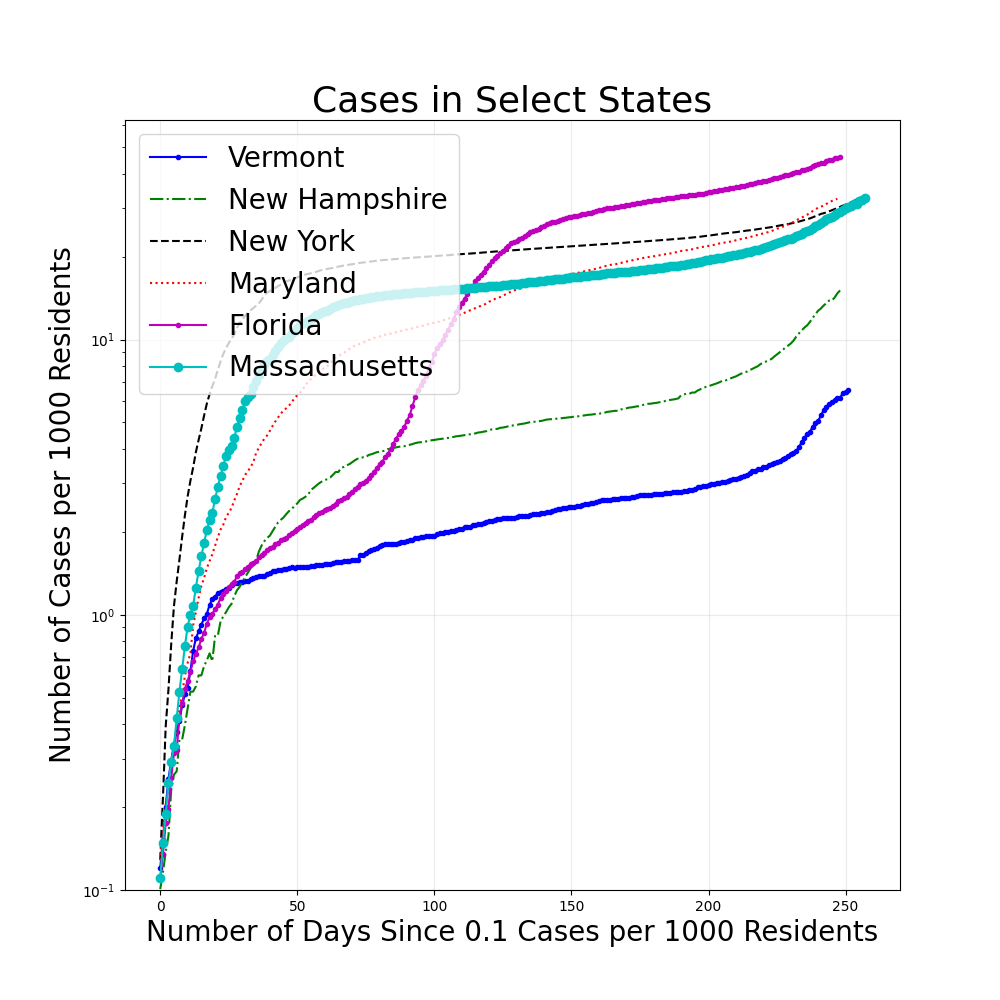 Cases in Select States
Vermont
New Hampshire
New York
Maryland
Florida
Massachusetts
Number of Cases per 1000 Residents
10¹
10⁰
10⁻¹
0 50 100 150 200 250
Number of Days Since 0.1 Cases per 1000 Residents